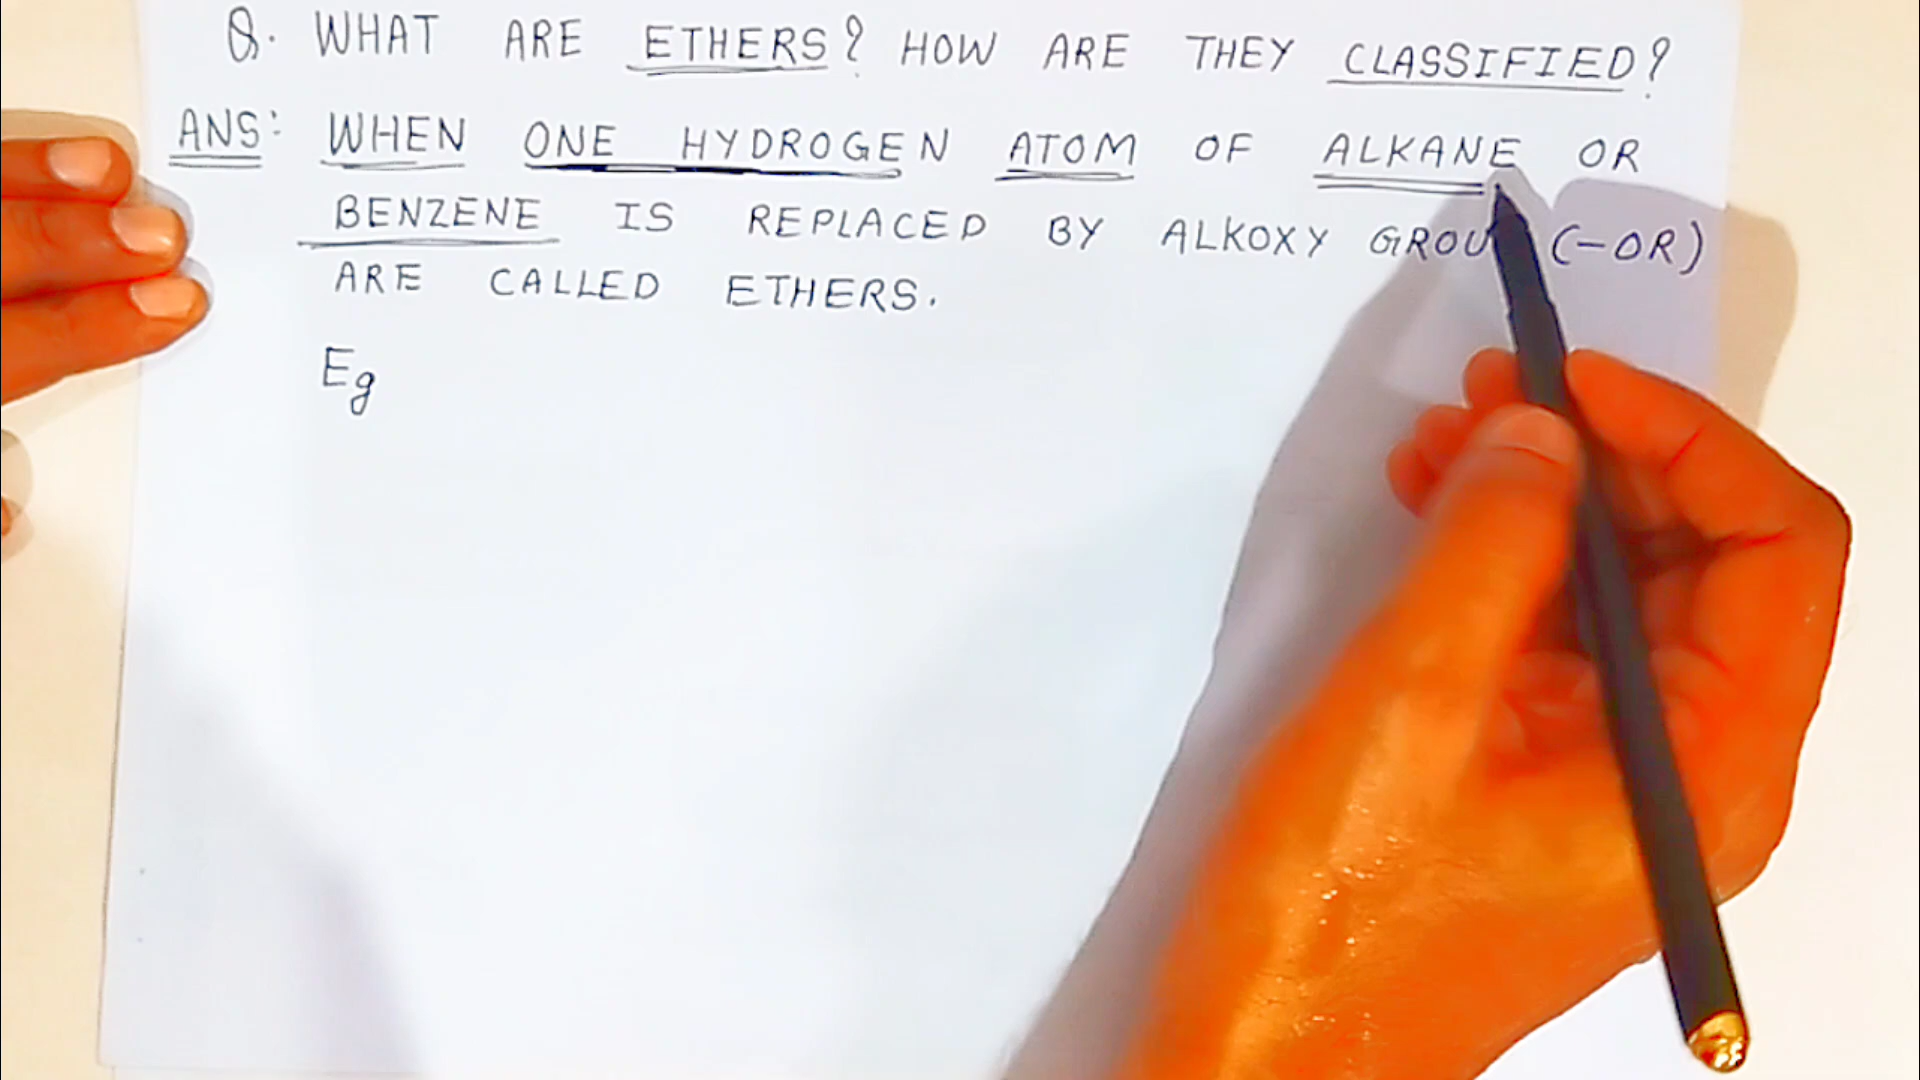 Q. WHAT ARE ETHERS? HOW ARE THEY CLASSIFIED?
ANS: WHEN ONE HYDROGEN ATOM OF ALKANE OR
BENZENE IS REPLACED BY ALKOXY GROU (-OR)
ARE CALLED ETHERS.
Eg